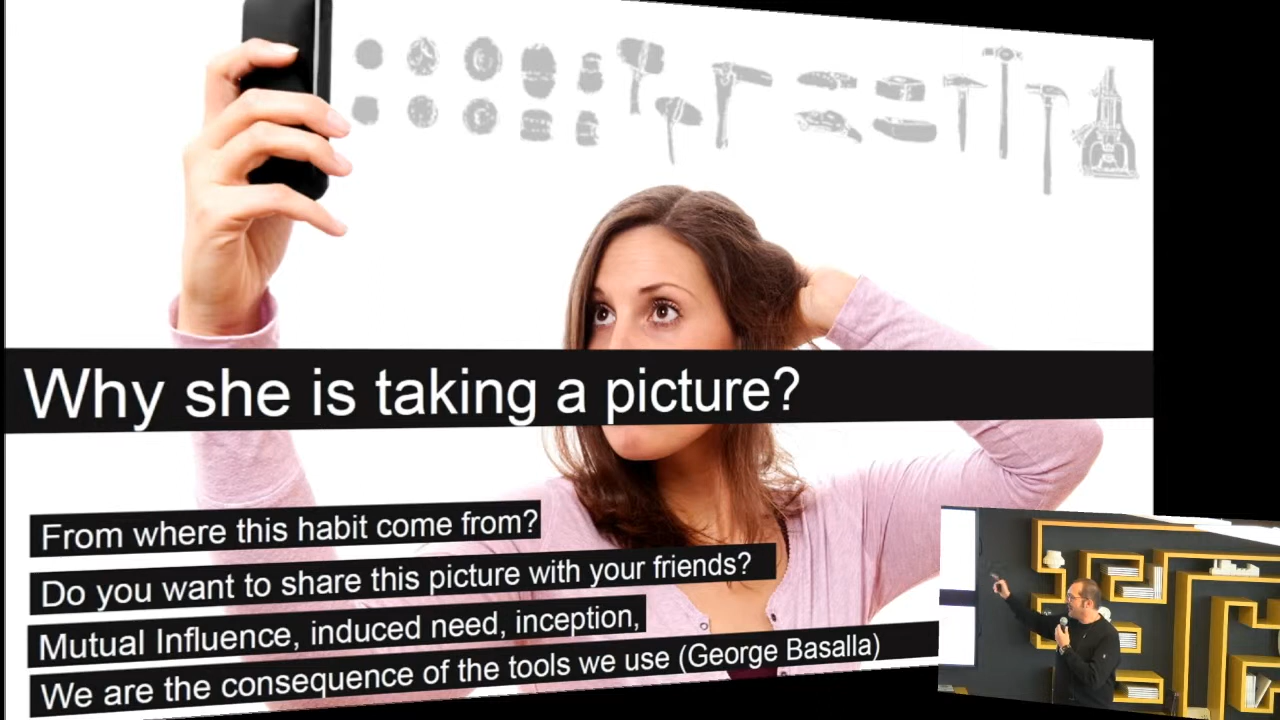 Why she is taking a picture?
From where this habit come from?
Do you want to share this picture with your friends?
Mutual Influence, induced need, inception,
We are the consequence of the tools we use (George Basalla)